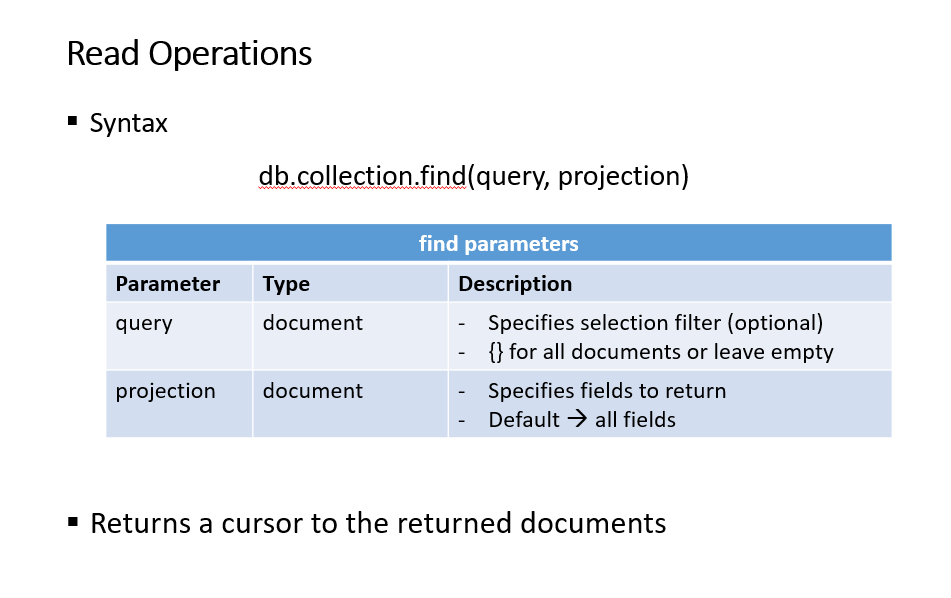 Read Operations
▪ Syntax
db.collection.find(query, projection)
find parameters
Parameter Type Description
query document - Specifies selection filter (optional)
- {} for all documents or leave empty
projection document - Specifies fields to return
- Default → all fields
▪ Returns a cursor to the returned documents